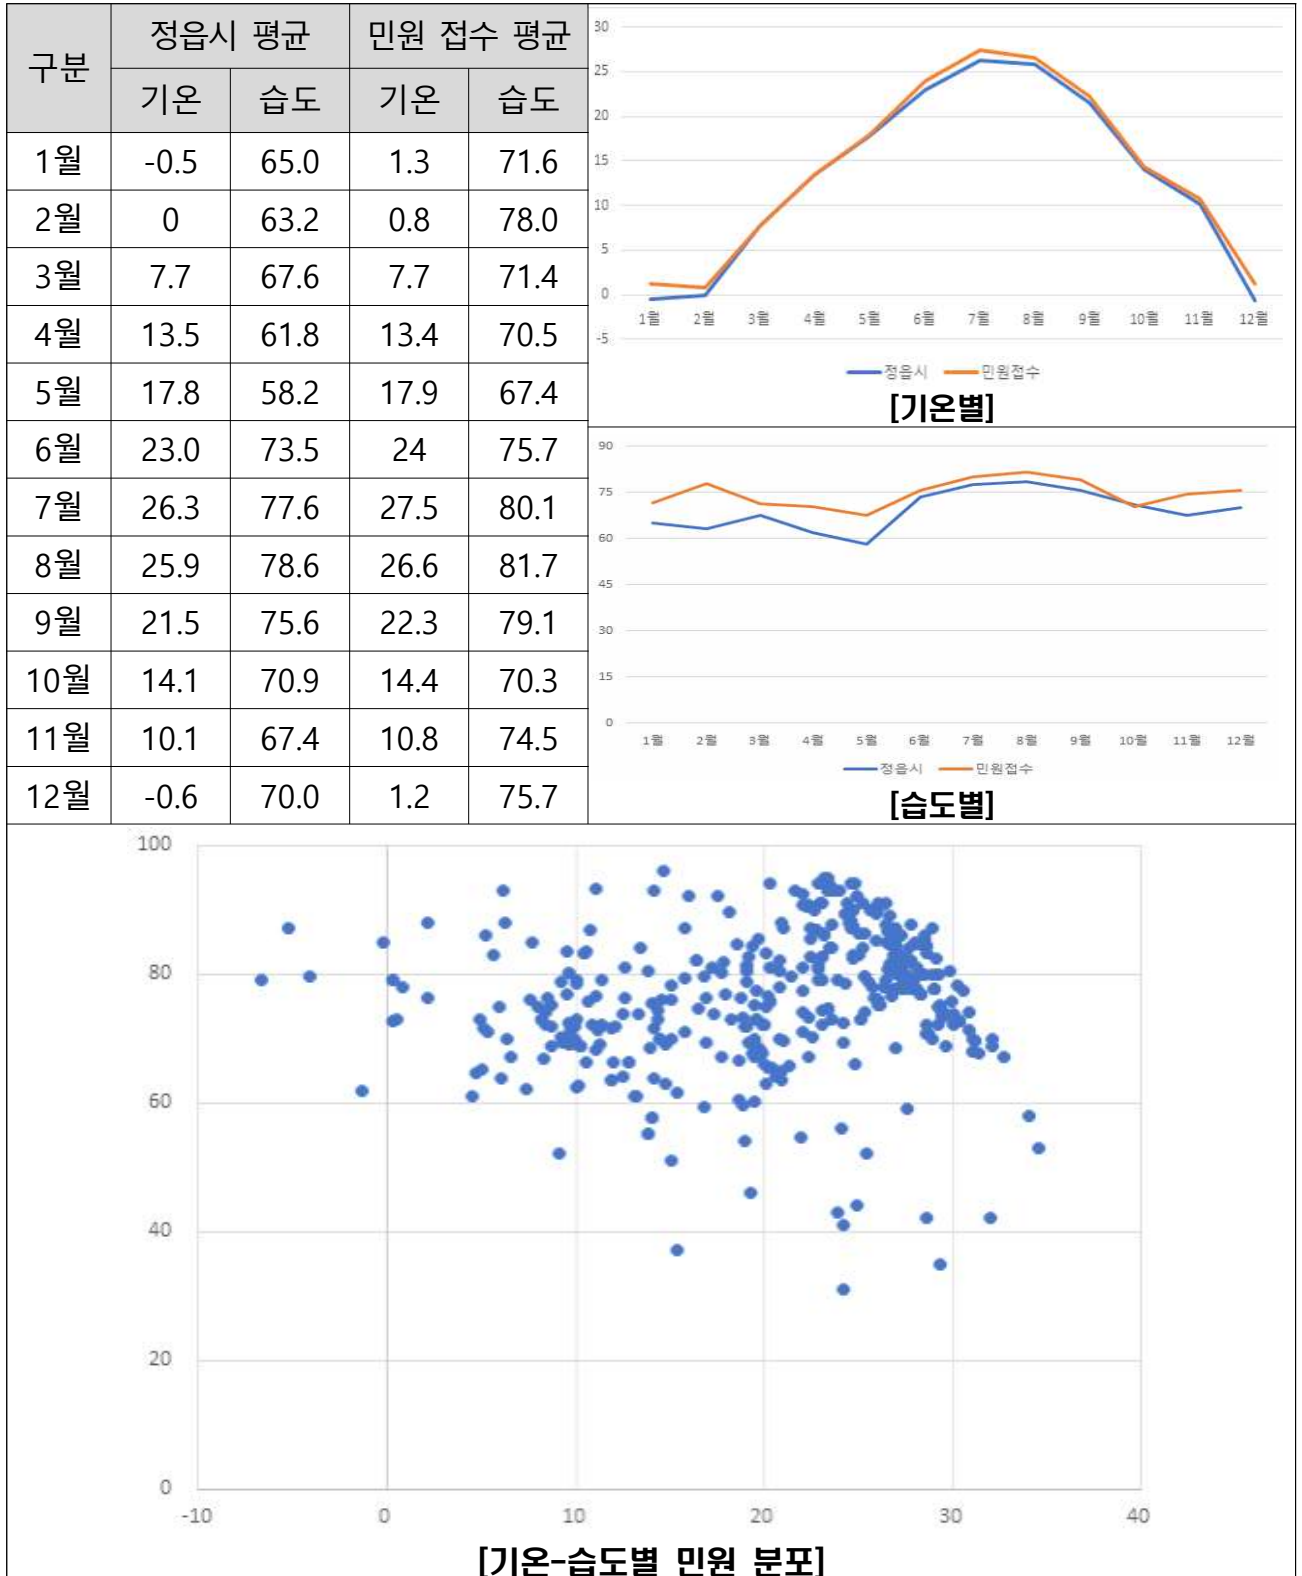 구분 정읍시 평균 민원 접수 평균
기온 습도 기온 습도
1월 -0.5 65.0 1.3 71.6
2월 0 63.2 0.8 78.0
3월 7.7 67.6 7.7 71.4
4월 13.5 61.8 13.4 70.5
5월 17.8 58.2 17.9 67.4
6월 23.0 73.5 24 75.7
7월 26.3 77.6 27.5 80.1
8월 25.9 78.6 26.6 81.7
9월 21.5 75.6 22.3 79.1
10월 14.1 70.9 14.4 70.3
11월 10.1 67.4 10.8 74.5
12월 -0.6 70.0 1.2 75.7
30
25
20
15
10
5
0
-5
1월 2월 3월 4월 5월 6월 7월 8월 9월 10월 11월 12월
정읍시 민원접수
[기온별]
90
75
60
45
30
15
0
1월 2월 3월 4월 5월 6월 7월 8월 9월 10월 11월 12월
정읍시 민원접수
[습도별]
100
80
60
40
20
0
-10 0 10 20 30 40
[기온-습도별 민원 분포]